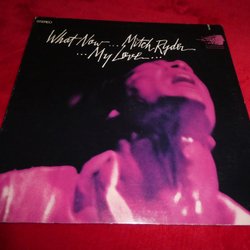 STEREO
What Now... Mitch Ryder
...My Love...